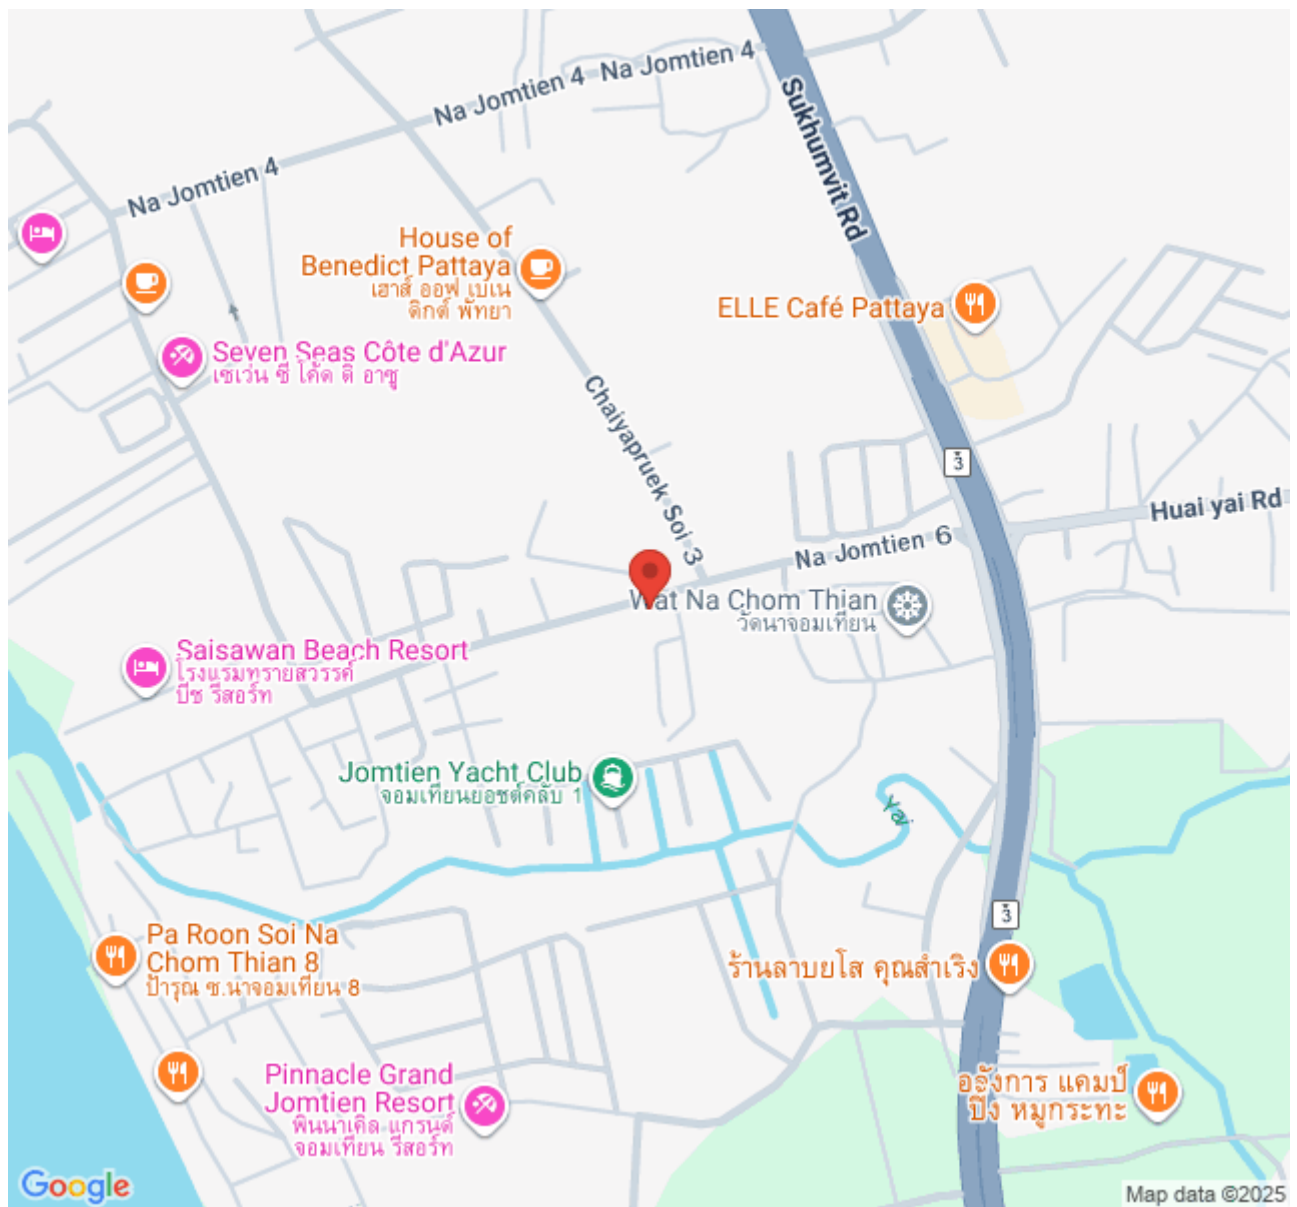 Na Jomtien 4
Na Jomtien 4
Na Jomtien 4
Sukhumvit Rd
House of
Benedict Pattaya
เฮาส์ ออฟ เบเน
ดิกต์ พัทยา
ELLE Café Pattaya
Seven Seas Côte d'Azur
เซเว่น ซี โค้ด ดิ อาซู
Chaiyapruek Soi 3
3
Huai yai Rd
Na Jomtien 6
Wat Na Chom Thian
วัดนาจอมเทียน
Saisawan Beach Resort
โรงแรมทรายสวรรค์
บีช รีสอร์ท
Jomtien Yacht Club
จอมเทียนยอชต์คลับ 1
Yai
3
Pa Roon Soi Na
Chom Thian 8
ป้ารุณ ซ.นาจอมเทียน 8
ร้านลาบยโส คุณสำเริง
Pinnacle Grand
Jomtien Resort
พินนาเคิล แกรนด์
จอมเทียน รีสอร์ท
อลังการ แคมป์
ปิ้ง หมูกระทะ
Google
Map data ©2025